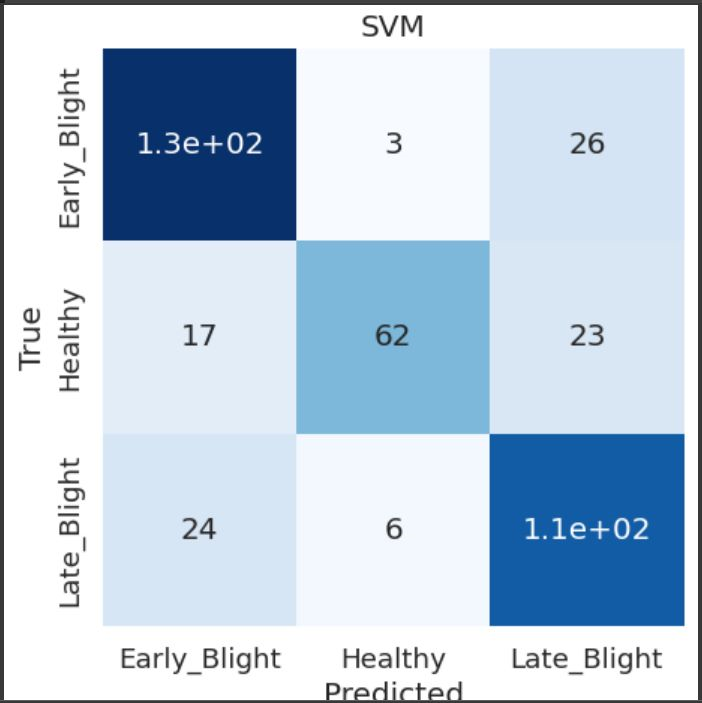 SVM
Early_Blight
1.3e+02 3 26
True
Healthy
17 62 23
Late_Blight
24 6 1.1e+02
Early_Blight Healthy Late_Blight
Predicted